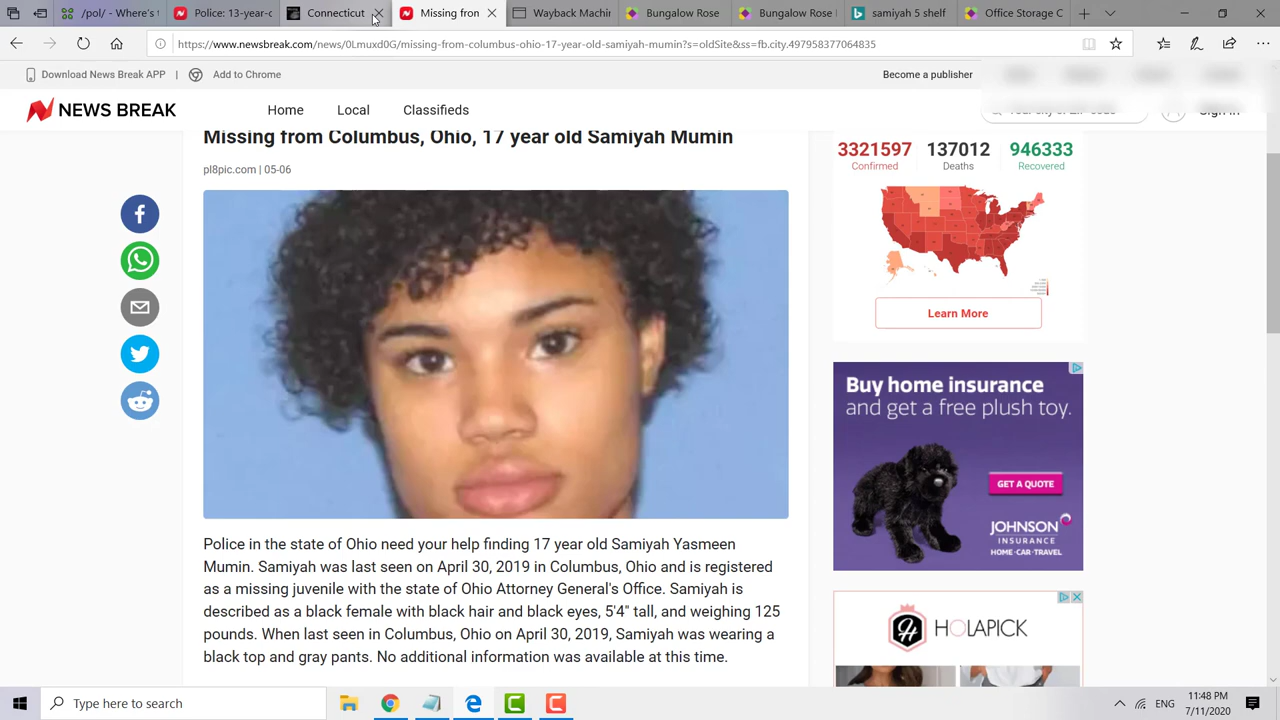 /pol/ - Where
Police: 13-year-
Connecticut
Missing fron
Wayback Machin
Bungalow Rose
Bungalow Rose
samiyah 5 jelif
Office Storage C
https://www.newsbreak.com/news/0Lmuxd0G/missing-from-columbus-ohio-17-year-old-samiyah-mumin?s=oldSite&ss=fb.city.497958377064835
Download News Break APP | Add to Chrome
Become a publisher
NEWS BREAK
Home
Local
Classifieds
Sign in
Missing from Columbus, Ohio, 17 year old Samiyah Mumin
pl8pic.com | 05-06
3321597 137012 946333
Confirmed Deaths Recovered
Learn More
Buy home insurance
and get a free plush toy.
GET A QUOTE
JOHNSON
INSURANCE
HOME·CAR·TRAVEL
HOLAPICK
Police in the state of Ohio need your help finding 17 year old Samiyah Yasmeen
Mumin. Samiyah was last seen on April 30, 2019 in Columbus, Ohio and is registered
as a missing juvenile with the state of Ohio Attorney General's Office. Samiyah is
described as a black female with black hair and black eyes, 5'4" tall, and weighing 125
pounds. When last seen in Columbus, Ohio on April 30, 2019, Samiyah was wearing a
black top and gray pants. No additional information was available at this time.
Type here to search
ENG
11:48 PM
7/11/2020